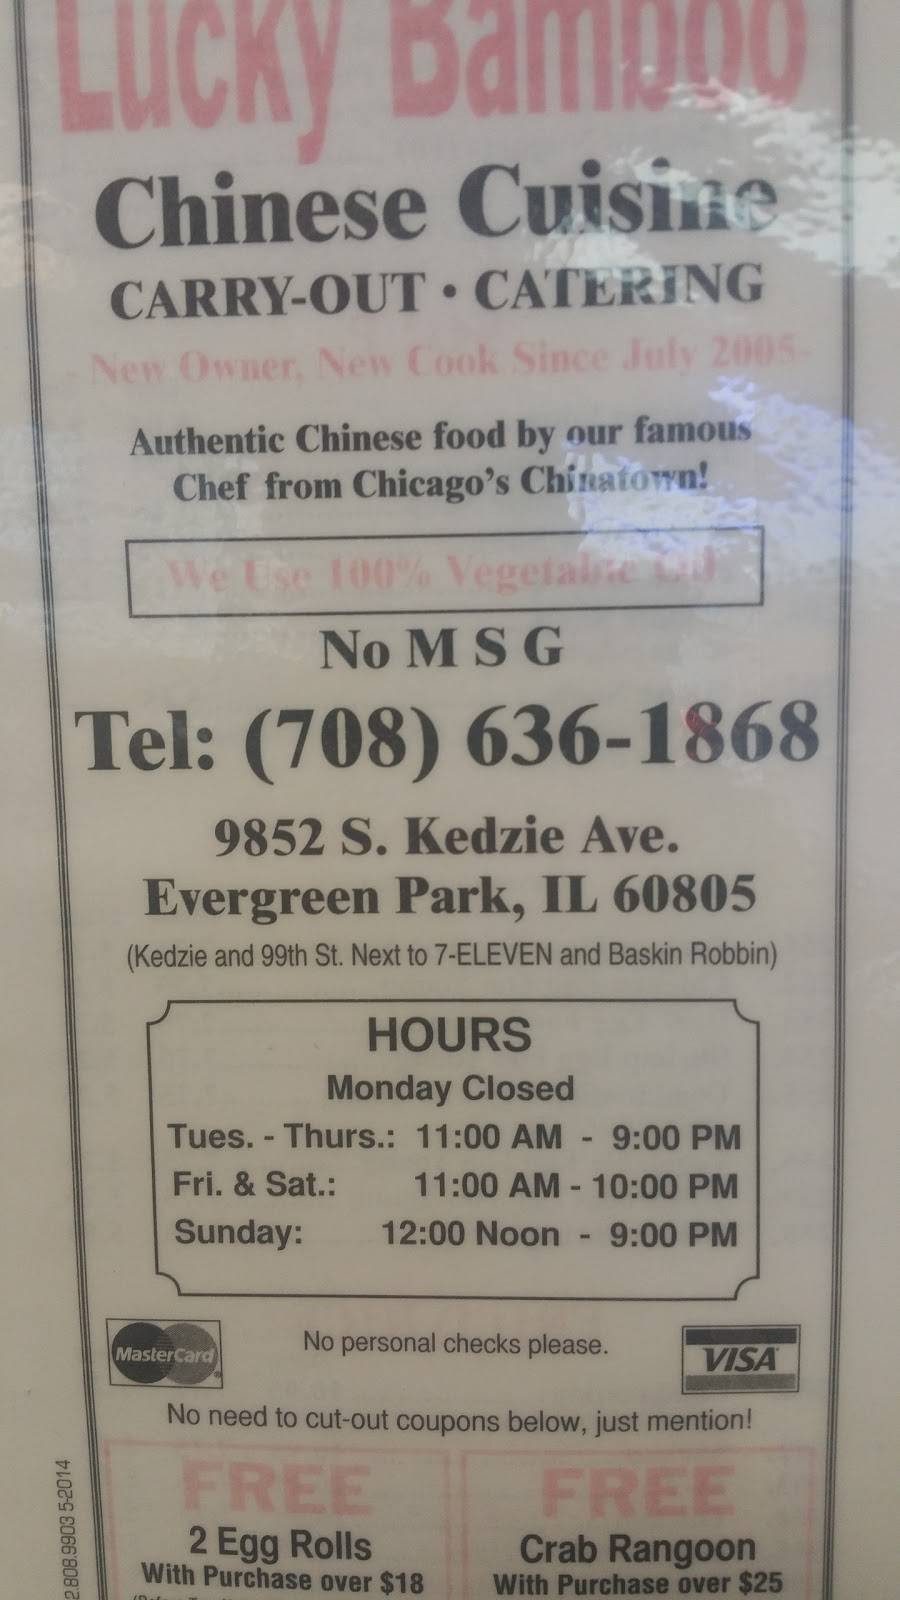 Lucky Bamboo
Chinese Cuisine
CARRY-OUT • CATERING
- New Owner, New Cook Since July 2005-
Authentic Chinese food by our famous
Chef from Chicago's Chinatown!
We Use 100% Vegetable Oil
No M S G
Tel: (708) 636-1868
9852 S. Kedzie Ave.
Evergreen Park, IL 60805
(Kedzie and 99th St. Next to 7-ELEVEN and Baskin Robbin)
HOURS
Monday Closed
Tues. - Thurs.: 11:00 AM - 9:00 PM
Fri. & Sat.: 11:00 AM - 10:00 PM
Sunday: 12:00 Noon - 9:00 PM
MasterCard
No personal checks please.
VISA
No need to cut-out coupons below, just mention!
FREE
2 Egg Rolls
With Purchase over $18
FREE
Crab Rangoon
With Purchase over $25
2.808.9903 5-2014